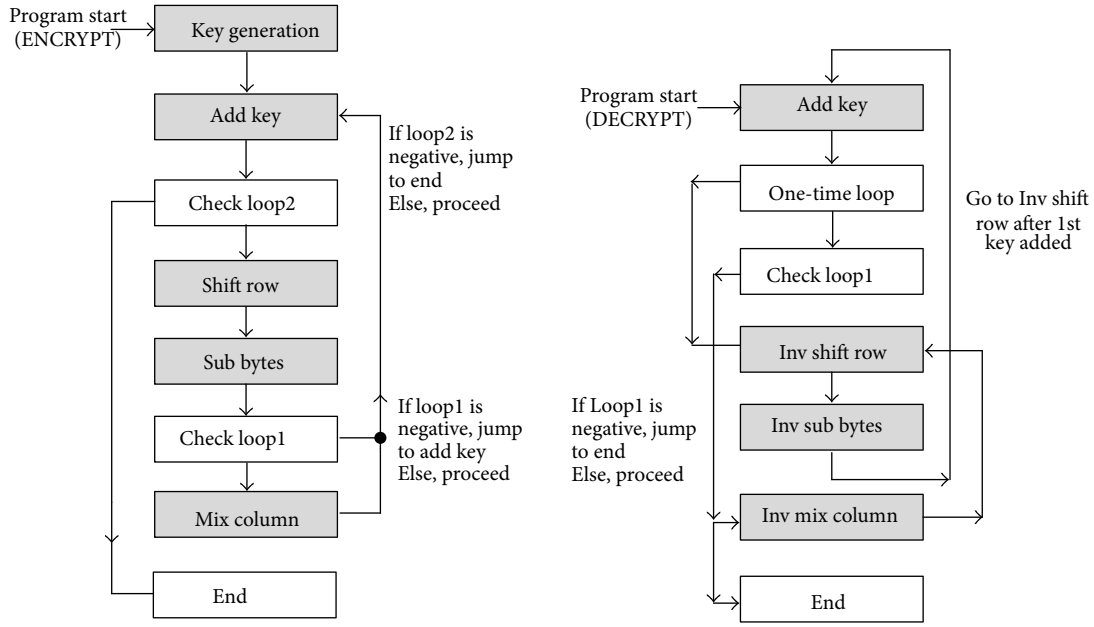 Program start
(ENCRYPT)
Key generation
Add key
Check loop2
Shift row
Sub bytes
Check loop1
Mix column
End
If loop2 is
negative, jump
to end
Else, proceed
If loop1 is
negative, jump
to add key
Else, proceed
Program start
(DECRYPT)
Add key
One-time loop
Check loop1
Inv shift row
Inv sub bytes
Inv mix column
End
Go to Inv shift
row after 1st
key added
If Loop1 is
negative, jump
to end
Else, proceed